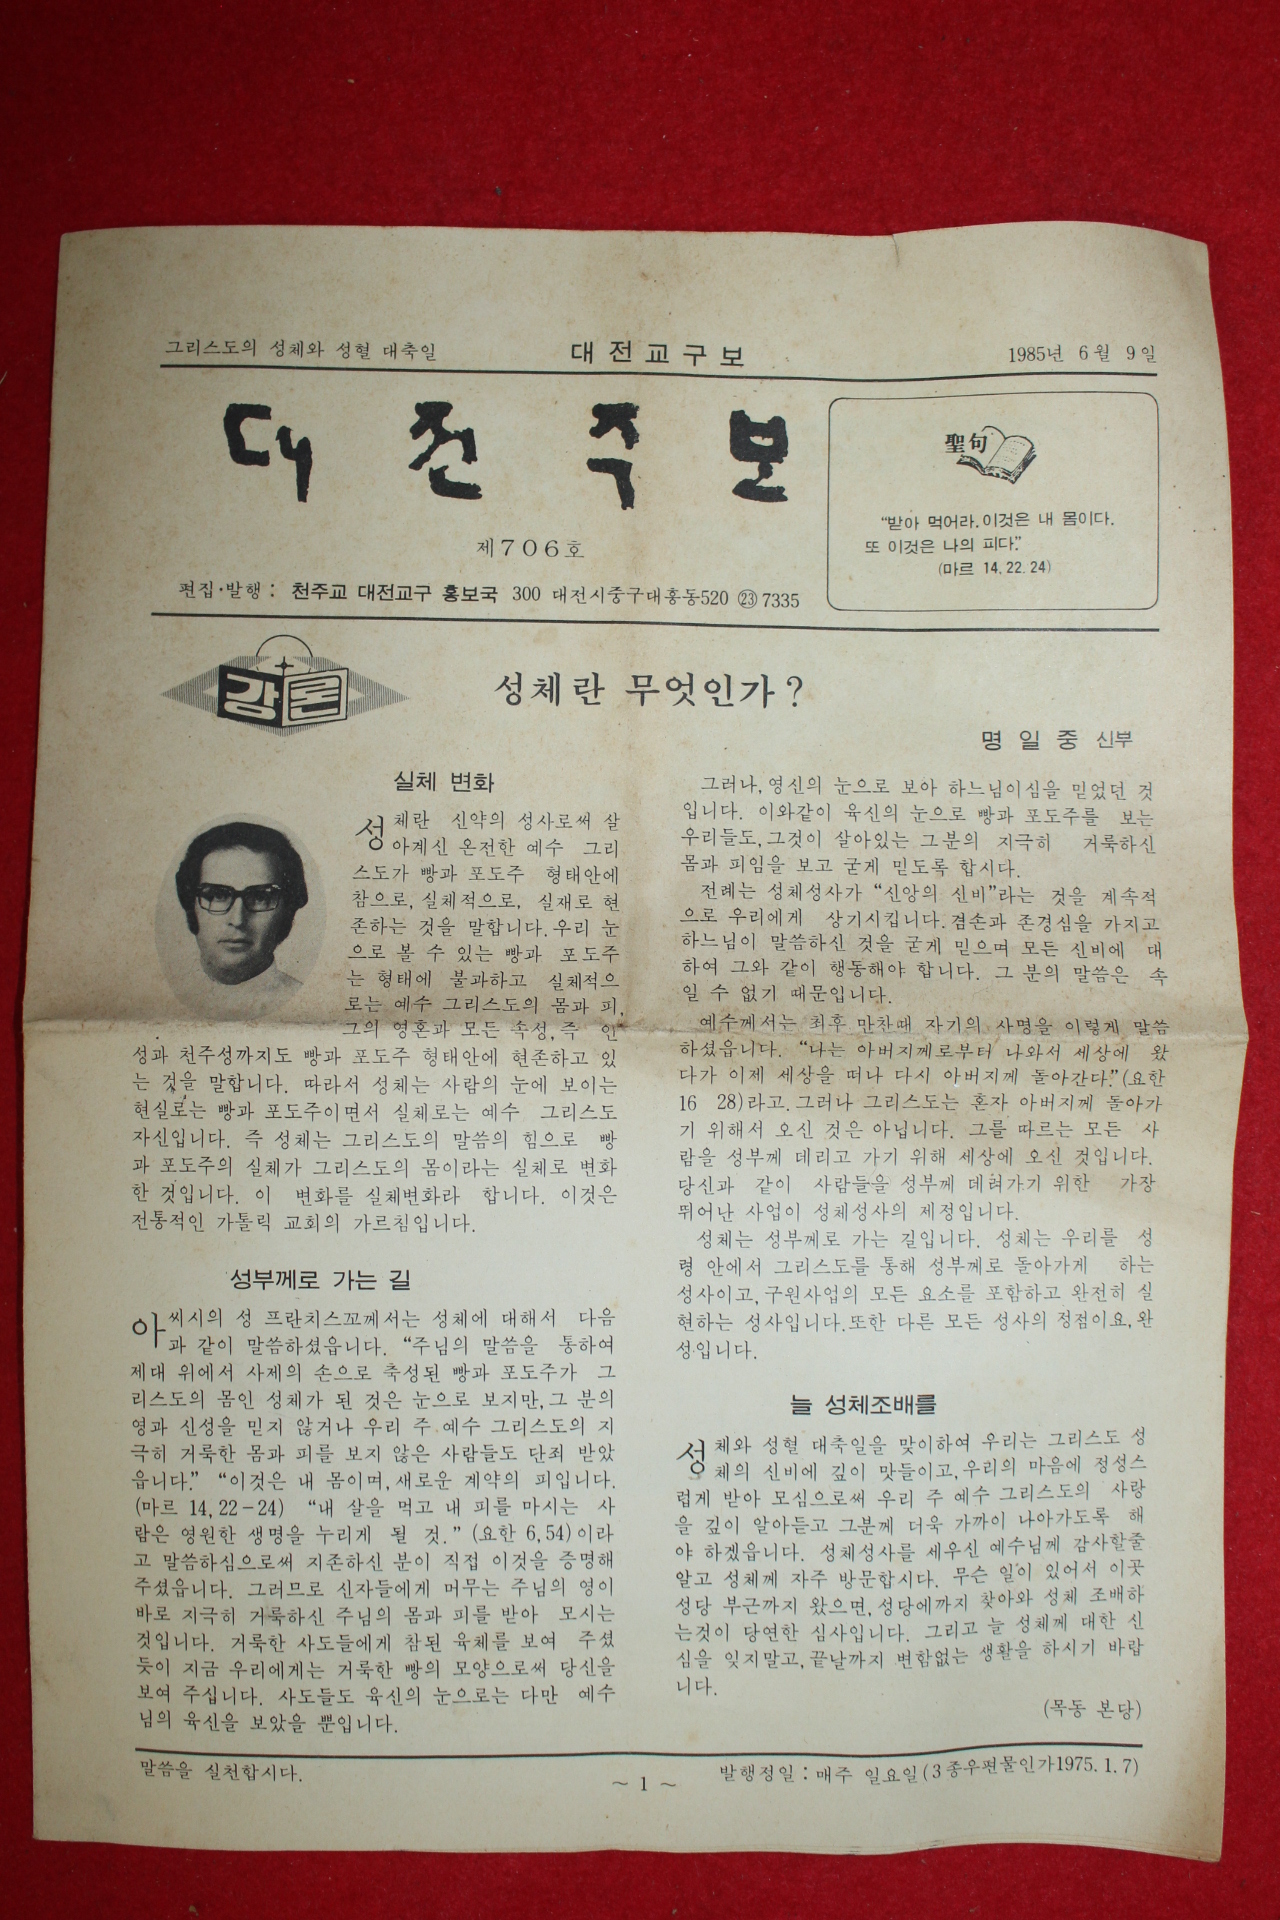 그리스도의 성체와 성혈 대축일
대전교구보
1985년 6월 9일
대전주보
제706호
편집·발행 : 천주교 대전교구 홍보국 300 대전시중구대흥동520 ㉓ 7335
聖句
“받아 먹어라. 이것은 내 몸이다.
또 이것은 나의 피다.”
(마르 14. 22. 24)
강론
성체란 무엇인가?
명일중 신부
실체 변화
성체란 신약의 성사로써 살
아계신 온전한 예수 그리
스도가 빵과 포도주 형태안에
참으로, 실체적으로, 실재로 현
존하는 것을 말합니다. 우리 눈
으로 볼 수 있는 빵과 포도주
는 형태에 불과하고 실체적으
로는 예수 그리스도의 몸과 피,
그의 영혼과 모든 속성, 즉 인
성과 천주성까지도 빵과 포도주 형태안에 현존하고 있
는 것을 말합니다. 따라서 성체는 사람의 눈에 보이는
현실로는 빵과 포도주이면서 실체로는 예수 그리스도
자신입니다. 즉 성체는 그리스도의 말씀의 힘으로 빵
과 포도주의 실체가 그리스도의 몸이라는 실체로 변화
한 것입니다. 이 변화를 실체변화라 합니다. 이것은
전통적인 가톨릭 교회의 가르침입니다.
성부께로 가는 길
아씨시의 성 프란치스꼬께서는 성체에 대해서 다음
과 같이 말씀하셨읍니다. “주님의 말씀을 통하여
제대 위에서 사제의 손으로 축성된 빵과 포도주가 그
리스도의 몸인 성체가 된 것은 눈으로 보지만, 그 분의
영과 신성을 믿지 않거나 우리 주 예수 그리스도의 지
극히 거룩한 몸과 피를 보지 않은 사람들도 단죄 받았
읍니다.” “이것은 내 몸이며, 새로운 계약의 피입니다.
(마르 14, 22-24) “내 살을 먹고 내 피를 마시는 사
람은 영원한 생명을 누리게 될 것.” (요한 6, 54)이라
고 말씀하심으로써 지존하신 분이 직접 이것을 증명해
주셨읍니다. 그러므로 신자들에게 머무는 주님의 영이
바로 지극히 거룩하신 주님의 몸과 피를 받아 모시는
것입니다. 거룩한 사도들에게 참된 육체를 보여 주셨
듯이 지금 우리에게는 거룩한 빵의 모양으로써 당신을
보여 주십니다. 사도들도 육신의 눈으로는 다만 예수
님의 육신을 보았을 뿐입니다.
그러나, 영신의 눈으로 보아 하느님이심을 믿었던 것
입니다. 이와같이 육신의 눈으로 빵과 포도주를 보는
우리들도, 그것이 살아있는 그분의 지극히 거룩하신
몸과 피임을 보고 굳게 믿도록 합시다.
전례는 성체성사가 “신앙의 신비”라는 것을 계속적
으로 우리에게 상기시킵니다. 겸손과 존경심을 가지고
하느님이 말씀하신 것을 굳게 믿으며 모든 신비에 대
하여 그와 같이 행동해야 합니다. 그 분의 말씀은 속
일 수 없기 때문입니다.
예수께서는 최후 만찬때 자기의 사명을 이렇게 말씀
하셨읍니다. “나는 아버지께로부터 나와서 세상에 왔
다가 이제 세상을 떠나 다시 아버지께 돌아간다.”(요한
16 28)라고. 그러나 그리스도는 혼자 아버지께 돌아가
기 위해서 오신 것은 아닙니다. 그를 따르는 모든 사
람을 성부께 데리고 가기 위해 세상에 오신 것입니다.
당신과 같이 사람들을 성부께 데려가기 위한 가장
뛰어난 사업이 성체성사의 제정입니다.
성체는 성부께로 가는 길입니다. 성체는 우리를 성
령 안에서 그리스도를 통해 성부께로 돌아가게 하는
성사이고, 구원사업의 모든 요소를 포함하고 완전히 실
현하는 성사입니다. 또한 다른 모든 성사의 정점이요, 완
성입니다.
늘 성체조배를
성체와 성혈 대축일을 맞이하여 우리는 그리스도 성
체의 신비에 깊이 맛들이고, 우리의 마음에 정성스
럽게 받아 모심으로써 우리 주 예수 그리스도의 사랑
을 깊이 알아듣고 그분께 더욱 가까이 나아가도록 해
야 하겠읍니다. 성체성사를 세우신 예수님께 감사할줄
알고 성체께 자주 방문합시다. 무슨 일이 있어서 이곳
성당 부근까지 왔으면, 성당에까지 찾아와 성체 조배하
는것이 당연한 심사입니다. 그리고 늘 성체께 대한 신
심을 잊지말고, 끝날까지 변함없는 생활을 하시기 바랍
니다.
(목동 본당)
말씀을 실천합시다.
~ 1 ~
발행정일 : 매주 일요일 (3종우편물인가1975. 1. 7)